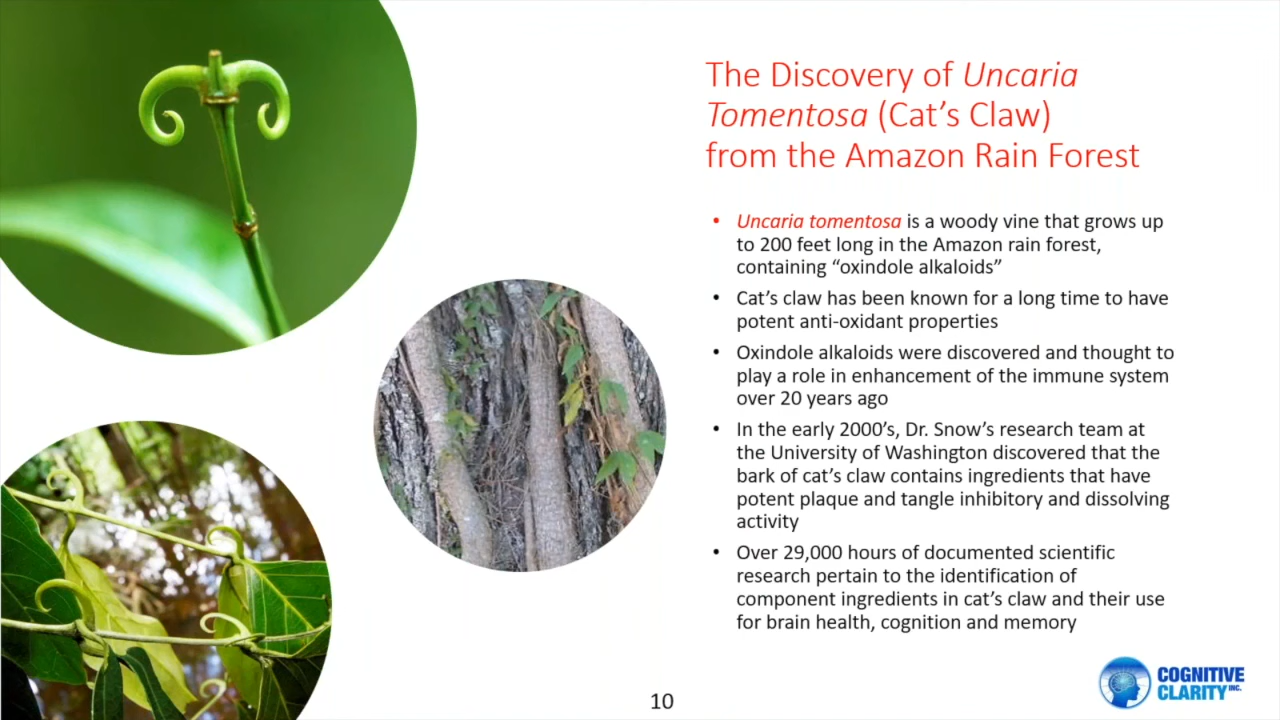 The Discovery of Uncaria
Tomentosa (Cat’s Claw)
from the Amazon Rain Forest
• Uncaria tomentosa is a woody vine that grows up
to 200 feet long in the Amazon rain forest,
containing “oxindole alkaloids”
• Cat’s claw has been known for a long time to have
potent anti-oxidant properties
• Oxindole alkaloids were discovered and thought to
play a role in enhancement of the immune system
over 20 years ago
• In the early 2000’s, Dr. Snow’s research team at
the University of Washington discovered that the
bark of cat’s claw contains ingredients that have
potent plaque and tangle inhibitory and dissolving
activity
• Over 29,000 hours of documented scientific
research pertain to the identification of
component ingredients in cat’s claw and their use
for brain health, cognition and memory
10
COGNITIVE
CLARITY INC.